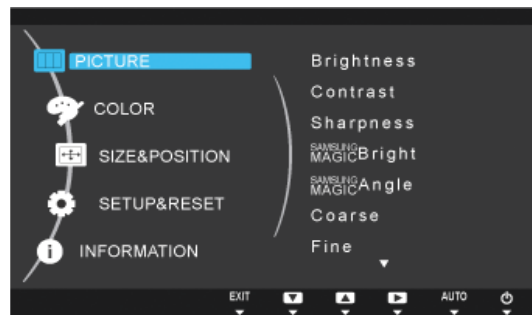 PICTURE
COLOR
SIZE&POSITION
SETUP&RESET
INFORMATION
Brightness
Contrast
Sharpness
SAMSUNG
MAGICBright
SAMSUNG
MAGICAngle
Coarse
Fine
EXIT
AUTO